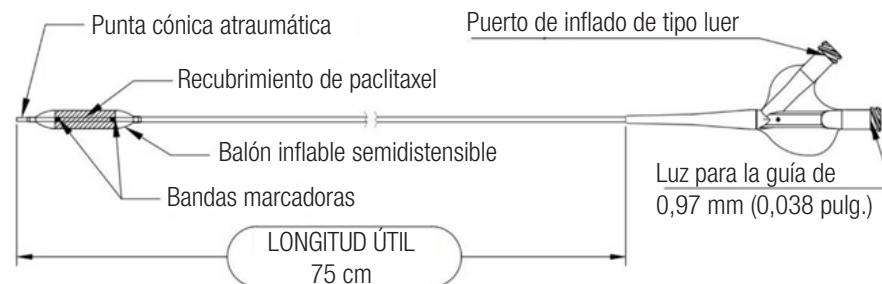 Punta cónica atraumática
Puerto de inflado de tipo luer
Recubrimiento de paclitaxel
Balón inflable semidistensible
Bandas marcadoras
Luz para la guía de
0,97 mm (0,038 pulg.)
LONGITUD ÚTIL
75 cm